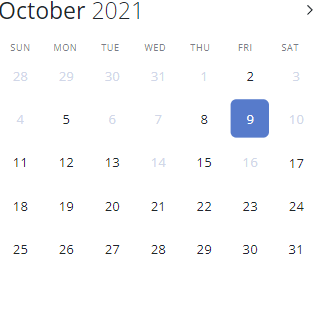 October 2021
SUN MON TUE WED THU FRI SAT
28 29 30 31 1 2 3
4 5 6 7 8 9 10
11 12 13 14 15 16 17
18 19 20 21 22 23 24
25 26 27 28 29 30 31